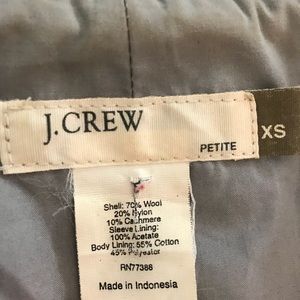 J.CREW
PETITE
XS
Shell: 70% Wool
20% Nylon
10% Cashmere
Sleeve Lining:
100% Acetate
Body Lining: 55% Cotton
45% Polyester
RN77388
Made in Indonesia